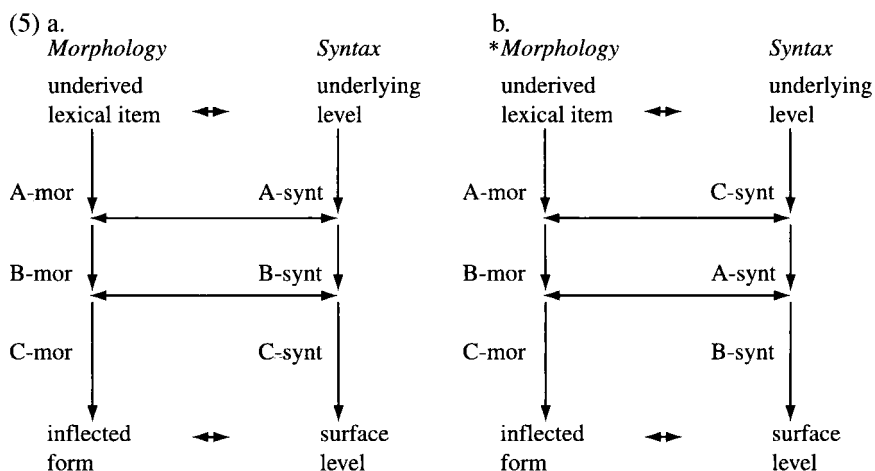 (5) a.
Morphology Syntax
underived underlying
lexical item level
A-mor A-synt
B-mor B-synt
C-mor C-synt
inflected surface
form level
b.
*Morphology Syntax
underived underlying
lexical item level
A-mor C-synt
B-mor A-synt
C-mor B-synt
inflected surface
form level